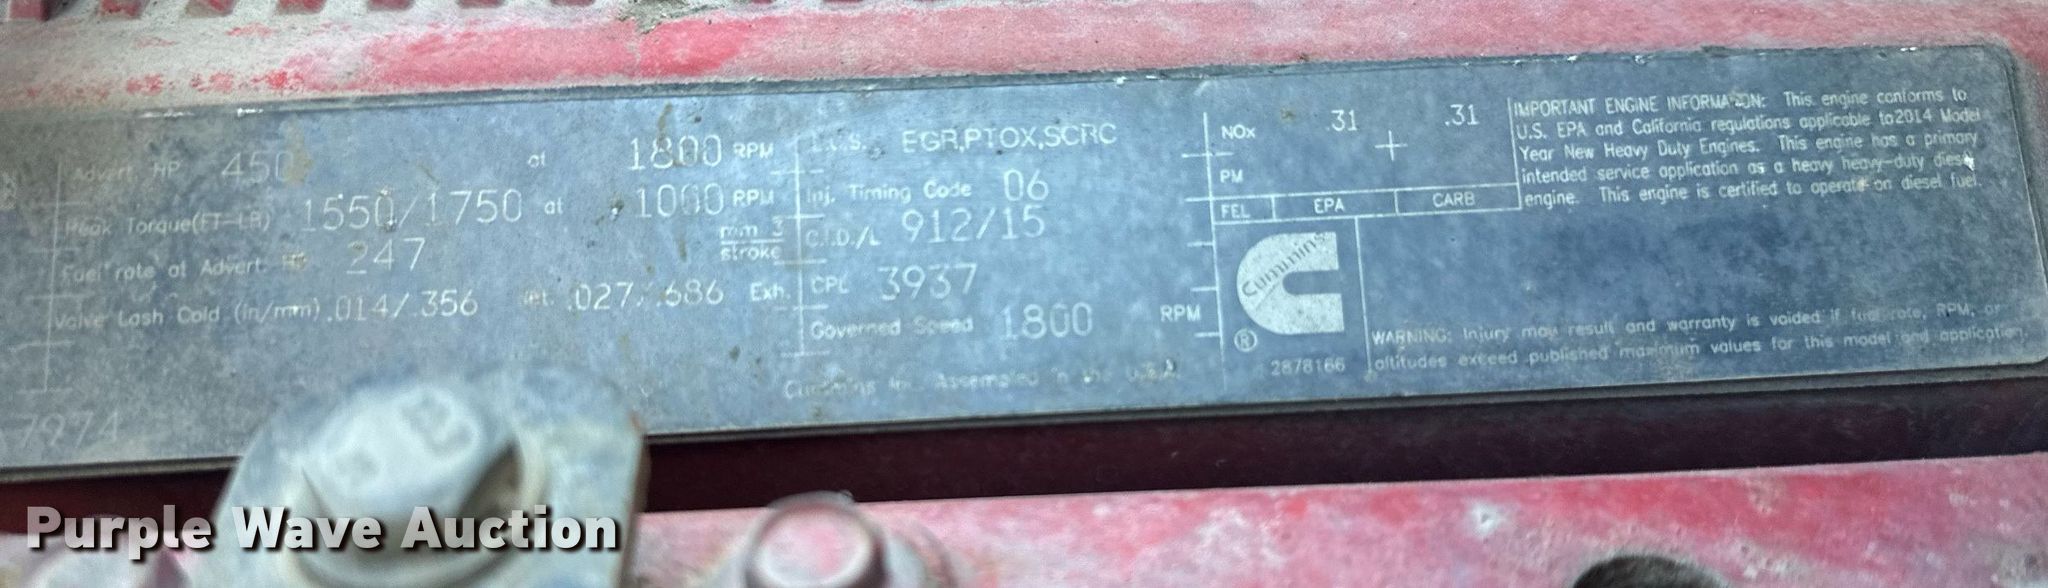 Advert. HP 450 at 1800 RPM
Peak Torque(FT-LB) 1550/1750 at 1000 RPM
Fuel rate at Advert. HP 247 mm 3
stroke
Valve Lash Cold (in/mm) .014/.356 Int. .027/.686 Exh.
7974
E.C.S. EGR,PTOX,SCRC
Inj. Timing Code 06
C.I.D./L 912/15
CPL 3937
Governed Speed 1800 RPM
Cummins Inc. Assembled in the U.S.A.
NOx .31 .31
PM
FEL EPA CARB
Cummins
®
2878166
IMPORTANT ENGINE INFORMATION: This engine conforms to
U.S. EPA and California regulations applicable to 2014 Model
Year New Heavy Duty Engines. This engine has a primary
intended service application as a heavy heavy-duty diesel
engine. This engine is certified to operate on diesel fuel.
WARNING: Injury may result and warranty is voided if fuel rate, RPM, or
altitudes exceed published maximum values for this model and application.
Purple Wave Auction